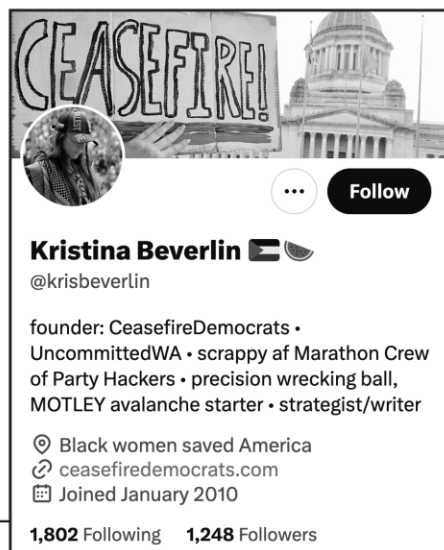 CEASEFIRE!
Follow
Kristina Beverlin 🇵🇸🍉
@krisbeverlin
founder: CeasefireDemocrats •
UncommittedWA • scrappy af Marathon Crew
of Party Hackers • precision wrecking ball,
MOTLEY avalanche starter • strategist/writer
Black women saved America
ceasefiredemocrats.com
Joined January 2010
1,802 Following 1,248 Followers